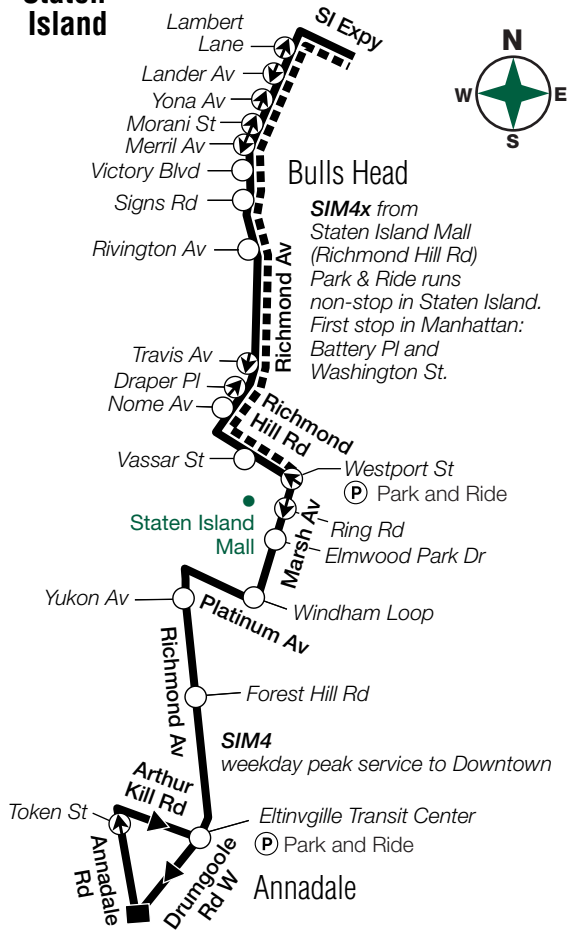 Staten
Island
Lambert
Lane
SI Expy
Lander Av
Yona Av
Morani St
Merril Av
Victory Blvd
Signs Rd
Rivington Av
N
W
E
S
Bulls Head
SIM4x from
Staten Island Mall
(Richmond Hill Rd)
Park & Ride runs
non-stop in Staten Island.
First stop in Manhattan:
Battery Pl and
Washington St.
Richmond Av
Travis Av
Draper Pl
Nome Av
Richmond
Hill Rd
Vassar St
Westport St
P Park and Ride
Staten Island
Mall
Marsh Av
Ring Rd
Elmwood Park Dr
Yukon Av
Platinum Av
Windham Loop
Richmond Av
Forest Hill Rd
SIM4
weekday peak service to Downtown
Arthur
Kill Rd
Token St
Eltinvgille Transit Center
P Park and Ride
Annadale
Rd
Drumgoole
Rd W
Annadale